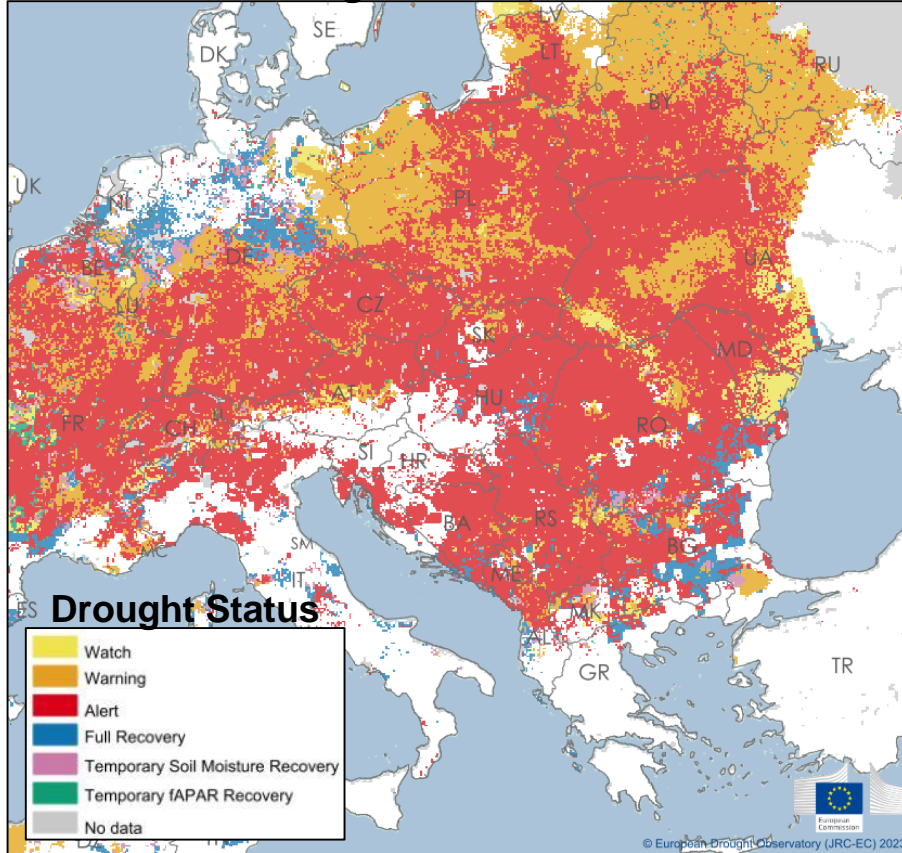 LV
SE
DK
LT
RU
BY
UK
NL
PL
BE
DE
UA
LU
CZ
SK
MD
AT
HU
FR
CH
LI
RO
SI
HR
BA
RS
BG
MC
SM
IT
ME
MK
ES
AL
GR
TR
Drought Status
Watch
Warning
Alert
Full Recovery
Temporary Soil Moisture Recovery
Temporary fAPAR Recovery
No data
European
Commission
DZ
© European Drought Observatory (JRC-EC) 2023